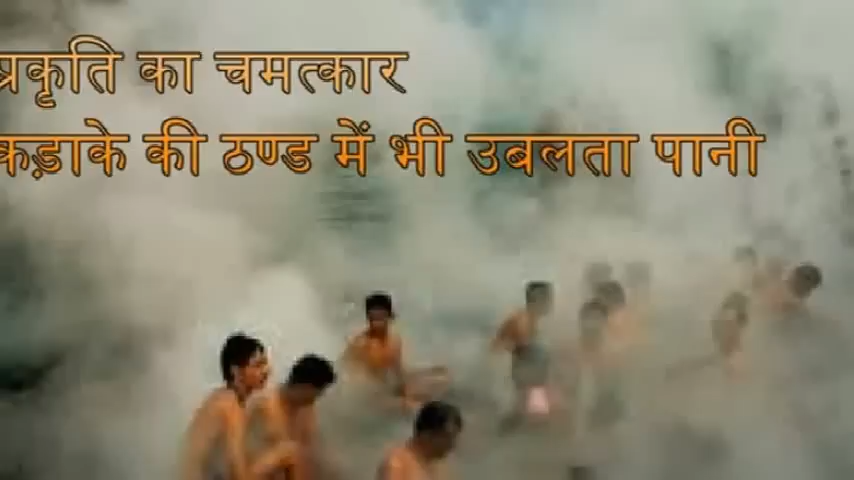 प्रकृति का चमत्कार
कड़ाके की ठण्ड में भी उबलता पानी